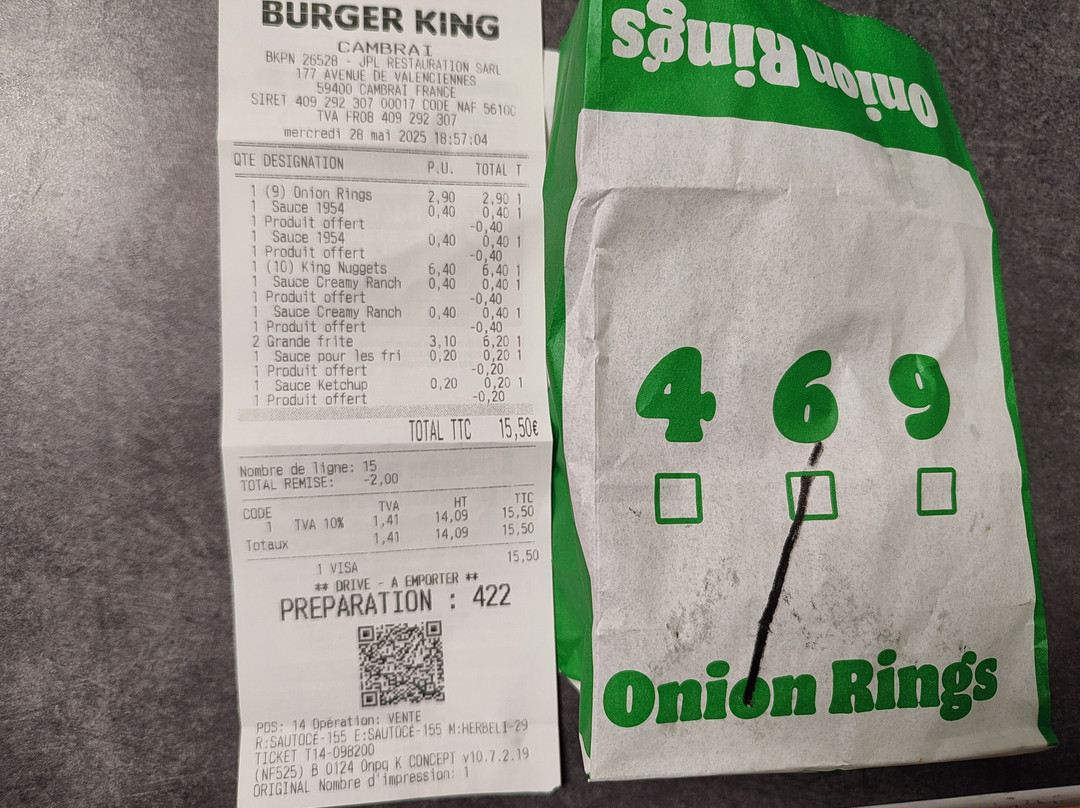 BURGER KING
CAMBRAI
BKPN 26528 - JPL RESTAURATION SARL
177 AVENUE DE VALENCIENNES
59400 CAMBRAI FRANCE
SIRET 409 292 307 00017 CODE NAF 5610C
TVA FR08 409 292 307
mercredi 28 mai 2025 18:57:04
QTE DESIGNATION P.U. TOTAL T
1 (9) Onion Rings 2,90 2,90 1
1 Sauce 1954 0,40 0,40 1
1 Produit offert -0,40
1 Sauce 1954 0,40 0,40 1
1 Produit offert -0,40
1 (10) King Nuggets 6,40 6,40 1
1 Sauce Creamy Ranch 0,40 0,40 1
1 Produit offert -0,40
1 Sauce Creamy Ranch 0,40 0,40 1
1 Produit offert -0,40
2 Grande frite 3,10 6,20 1
1 Sauce pour les fri 0,20 0,20 1
1 Produit offert -0,20
1 Sauce Ketchup 0,20 0,20 1
1 Produit offert -0,20
TOTAL TTC 15,50€
Nombre de ligne: 15
TOTAL REMISE: -2,00
CODE TVA HT TTC
1 TVA 10% 1,41 14,09 15,50
Totaux 1,41 14,09 15,50
1 VISA 15,50
** DRIVE - A EMPORTER **
PREPARATION : 422
POS: 14 Opération: VENTE
R:SAUTOCÉ-155 E:SAUTOCÉ-155 M:HERBELI-29
TICKET T14-098200
(NF525) B 0124 Onpq K CONCEPT v10.7.2.19
ORIGINAL Nombre d'impression: 1
Onion Rings
4 6 9
Onion Rings